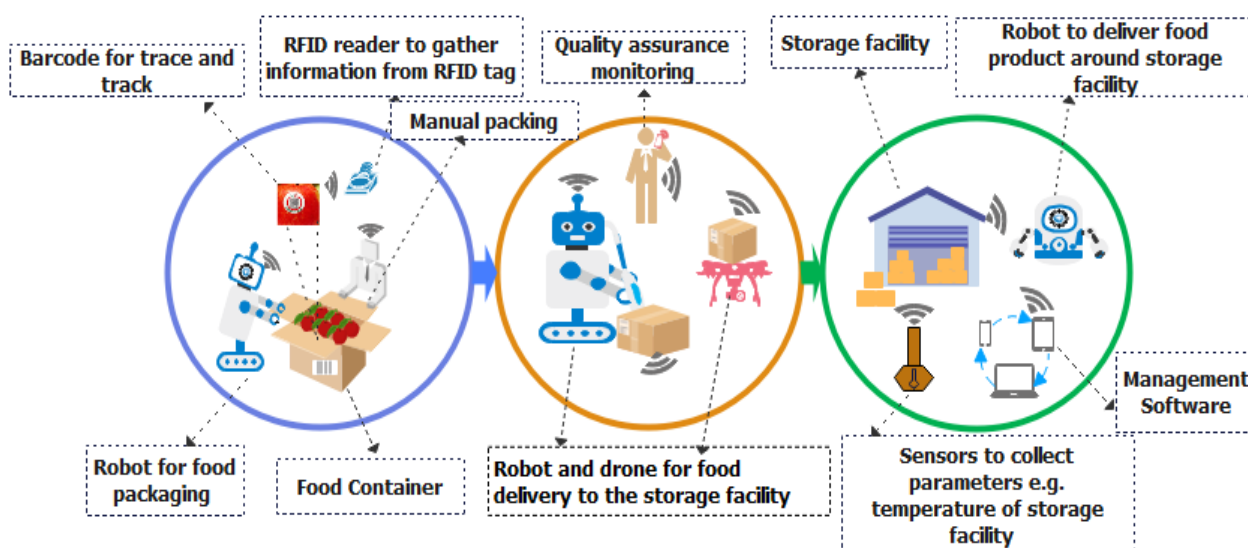 Barcode for trace and
track
RFID reader to gather
information from RFID tag
Manual packing
Quality assurance
monitoring
Storage facility
Robot to deliver food
product around storage
facility
Robot for food
packaging
Food Container
Robot and drone for food
delivery to the storage facility
Sensors to collect
parameters e.g.
temperature of storage
facility
Management
Software